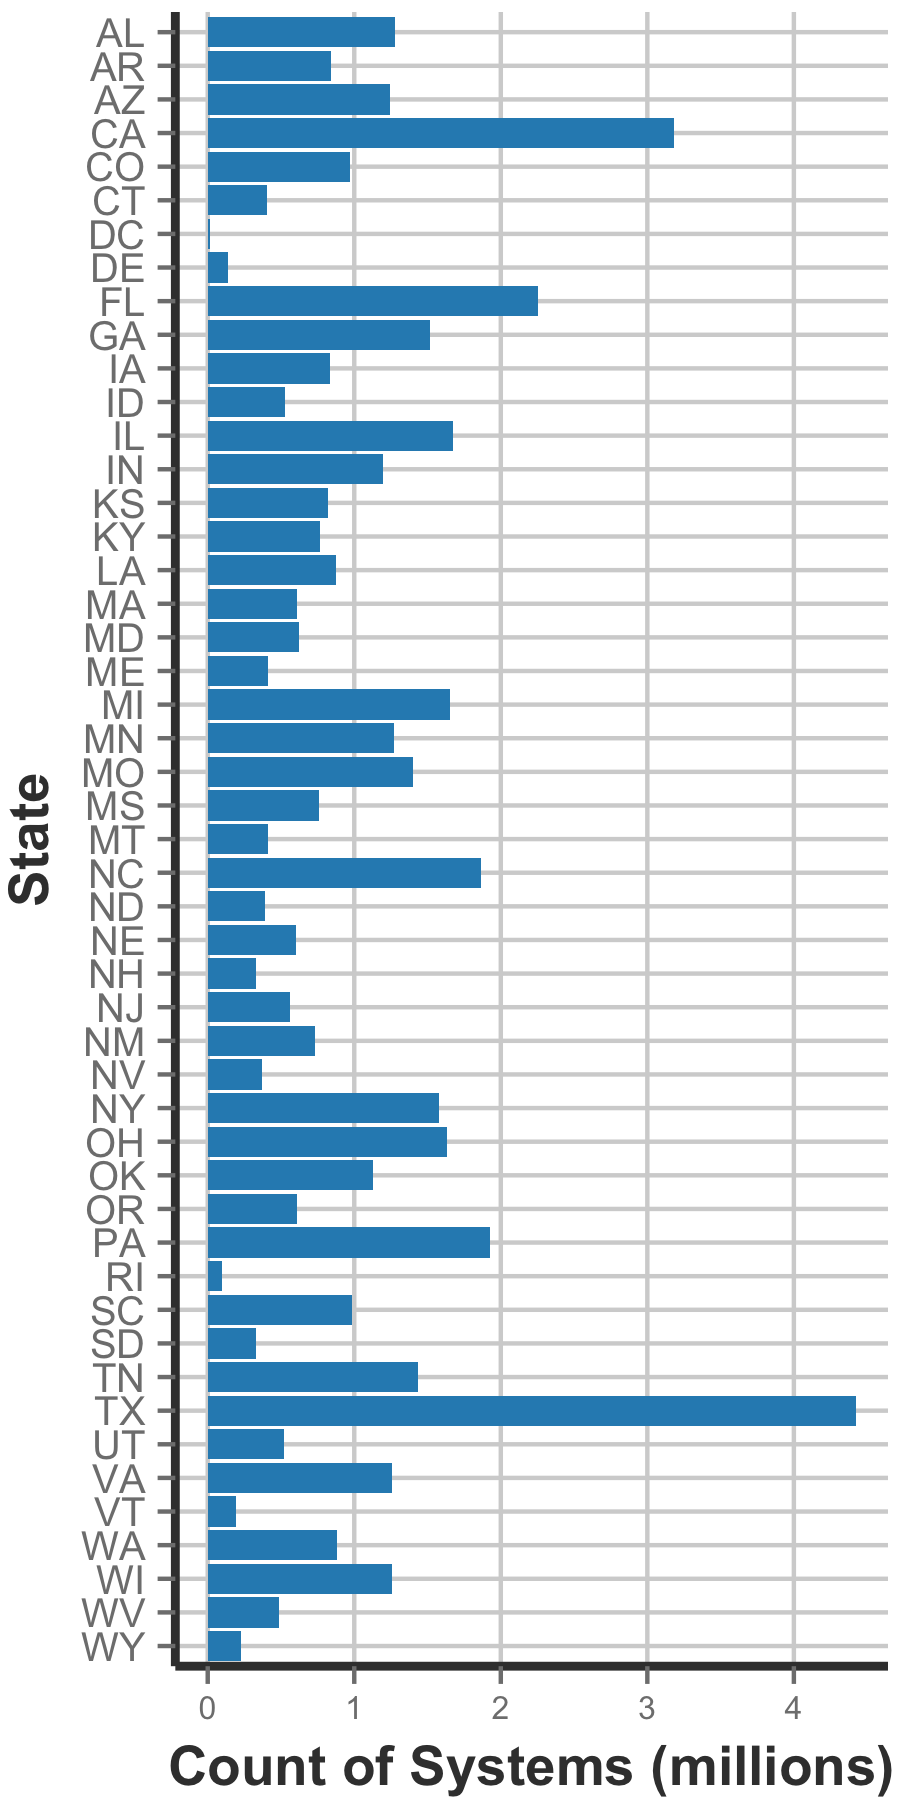 AL
AR
AZ
CA
CO
CT
DC
DE
FL
GA
IA
ID
IL
IN
KS
KY
LA
MA
MD
ME
MI
MN
MO
MS
MT
NC
ND
NE
NH
NJ
NM
NV
NY
OH
OK
OR
PA
RI
SC
SD
TN
TX
UT
VA
VT
WA
WI
WV
WY
State
0 1 2 3 4
Count of Systems (millions)